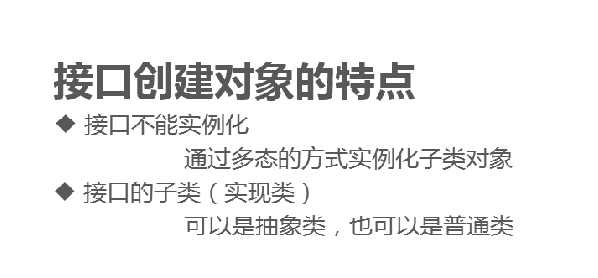 接口创建对象的特点
◆ 接口不能实例化
通过多态的方式实例化子类对象
◆ 接口的子类（实现类）
可以是抽象类，也可以是普通类